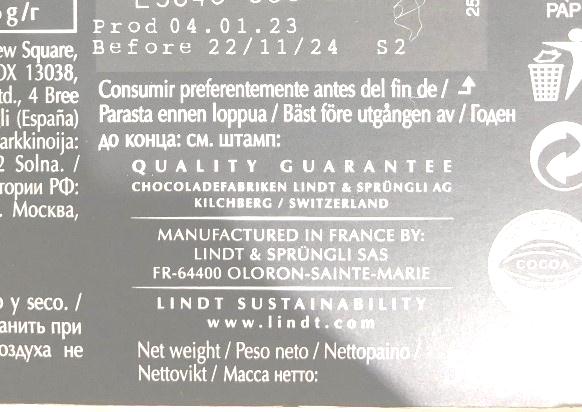 g/r
Prod 04.01.23
Before 22/11/24 S2
25
PAP
ew Square,
OX 13038,
td., 4 Bree
li (España)
arkkinoija:
2 Solna. /
тории РФ:
. Москва,
Consumir preferentemente antes del fin de /
Parasta ennen loppua / Bäst före utgången av / Годен
до конца: см. штамп:
QUALITY GUARANTEE
CHOCOLADEFABRIKEN LINDT & SPRÜNGLI AG
KILCHBERG / SWITZERLAND
MANUFACTURED IN FRANCE BY:
LINDT & SPRÜNGLI SAS
FR-64400 OLORON-SAINTE-MARIE
LINDT SUSTAINABILITY
www.lindt.com
COCOA
o y seco. /
анить при
оздуха не
Net weight / Peso neto / Nettopaino /
Nettovikt / Масса нетто: